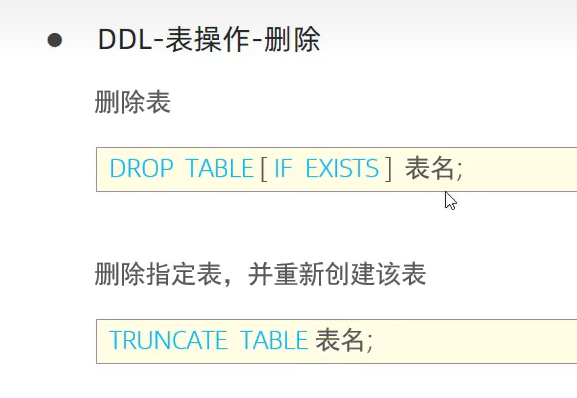 ● DDL-表操作-删除
删除表
DROP TABLE [ IF EXISTS ] 表名;
删除指定表，并重新创建该表
TRUNCATE TABLE 表名;